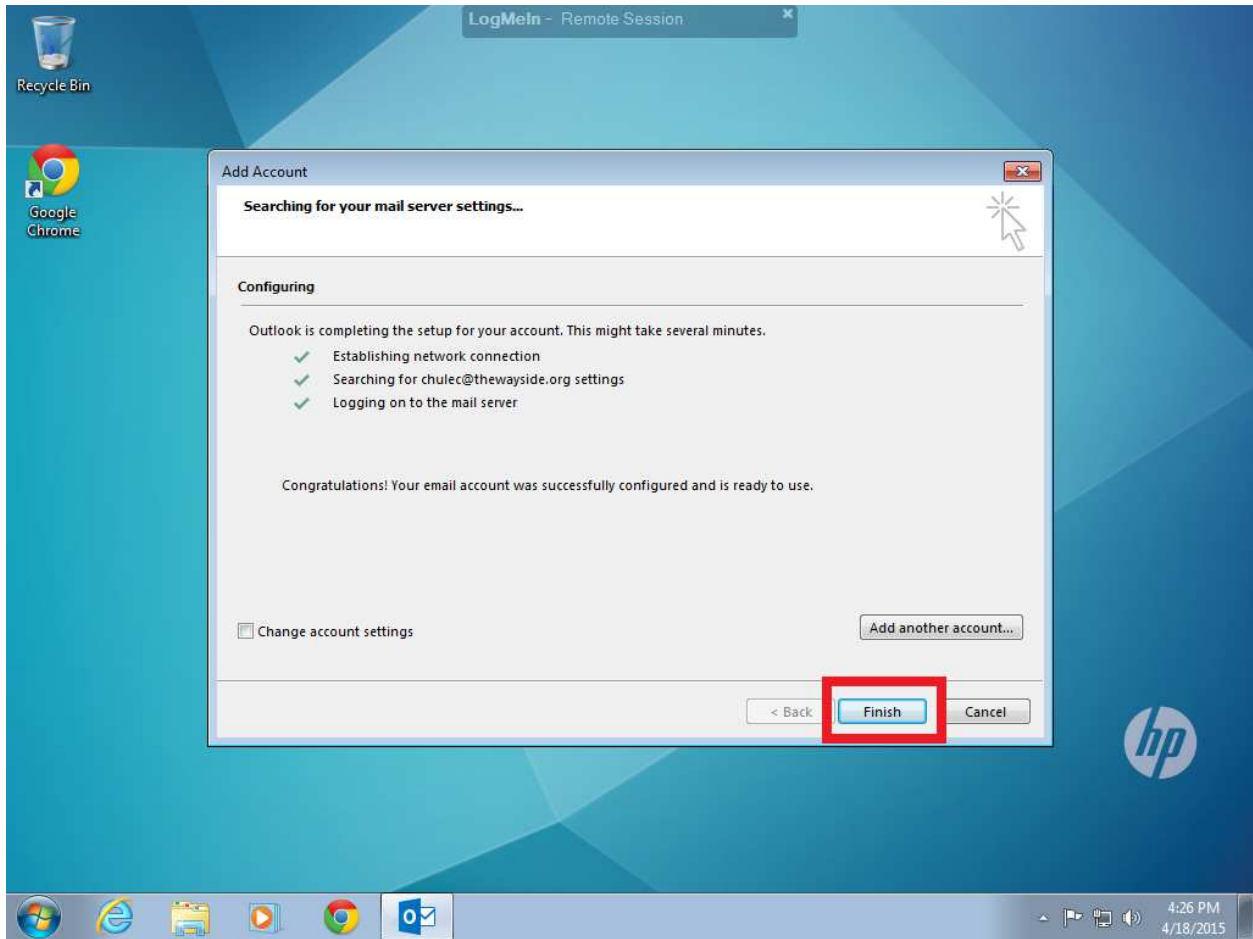 LogMeIn - Remote Session
Recycle Bin
Google
Chrome
Add Account
Searching for your mail server settings...
Configuring
Outlook is completing the setup for your account. This might take several minutes.
Establishing network connection
Searching for chulec@thewayside.org settings
Logging on to the mail server
Congratulations! Your email account was successfully configured and is ready to use.
Change account settings
Add another account...
< Back
Finish
Cancel
hp
4:26 PM
4/18/2015